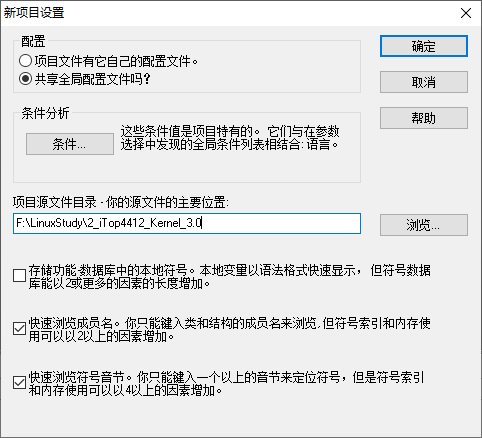 新项目设置
配置
项目文件有它自己的配置文件。
共享全局配置文件吗?
确定
取消
帮助
条件分析
条件...
这些条件值是项目特有的。 它们与在参数
选择中发现的全局条件列表相结合: 语言。
项目源文件目录 - 你的源文件的主要位置:
F:\LinuxStudy\2_iTop4412_Kernel_3.0
浏览...
存储功能-数据库中的本地符号。本地变量以语法格式快速显示， 但符号数据
库能以2或更多的因素的长度增加。
快速浏览成员名。你只能键入类和结构的成员名来浏览,但符号索引和内存使
用可以以2以上的因素增加。
快速浏览符号音节。你只能键入一个以上的音节来定位符号，但是符号索引
和内存使用可以以4以上的因素增加。